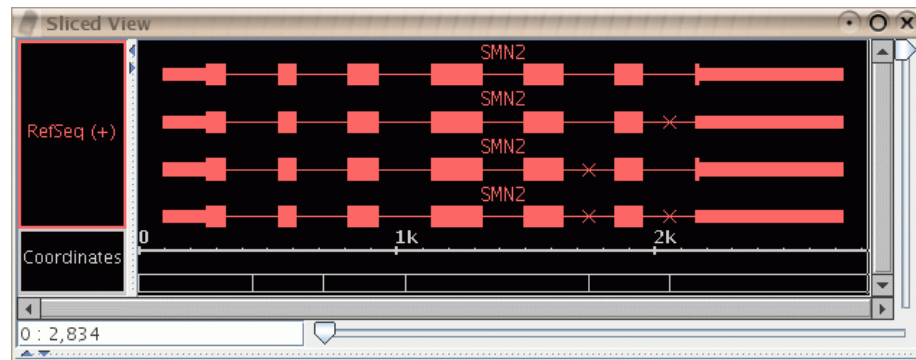 Sliced View
SMN2
SMN2
RefSeq (+)
SMN2
SMN2
0 1k 2k
Coordinates
0 : 2,834